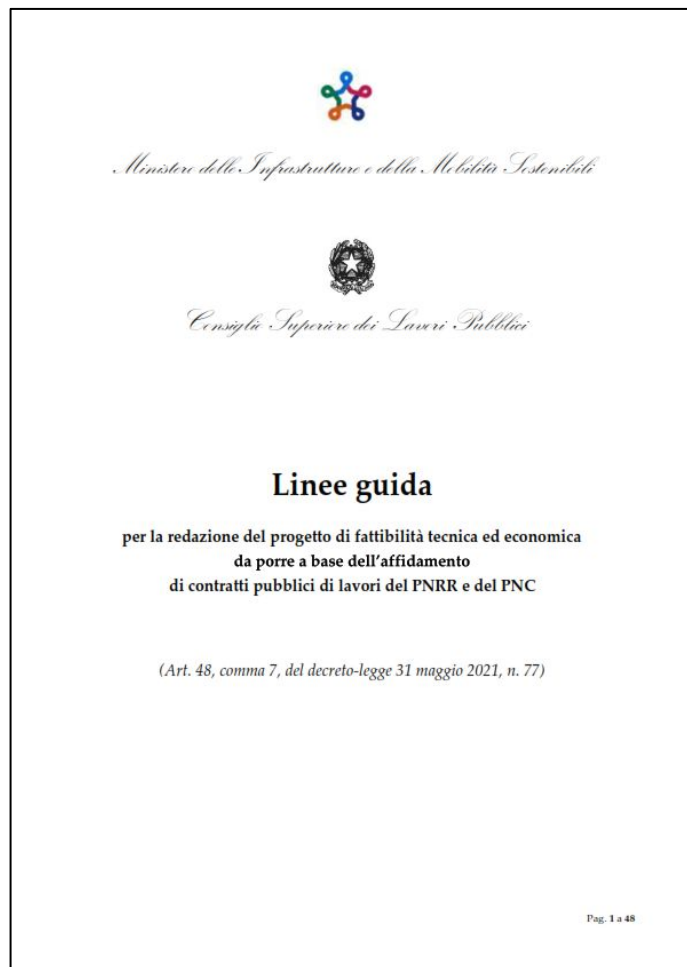 Ministero delle Infrastrutture e della Mobilità Sostenibili
Consiglio Superiore dei Lavori Pubblici
Linee guida
per la redazione del progetto di fattibilità tecnica ed economica
da porre a base dell'affidamento
di contratti pubblici di lavori del PNRR e del PNC
(Art. 48, comma 7, del decreto-legge 31 maggio 2021, n. 77)
Pag. 1 a 48